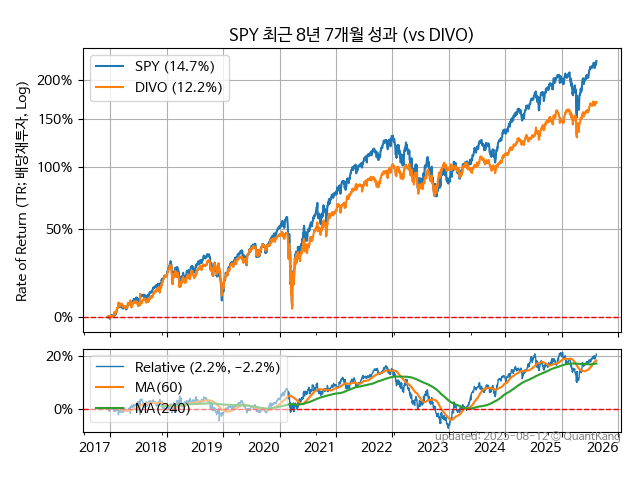 SPY 최근 8년 7개월 성과 (vs DIVO)
Rate of Return (TR: 배당재투자, Log)
200%
150%
100%
50%
0%
SPY (14.7%)
DIVO (12.2%)
20%
0%
Relative (2.2%, −2.2%)
MA(60)
MA(240)
2017 2018 2019 2020 2021 2022 2023 2024 2025 2026
updated: 2025-08-12 © QuantKang